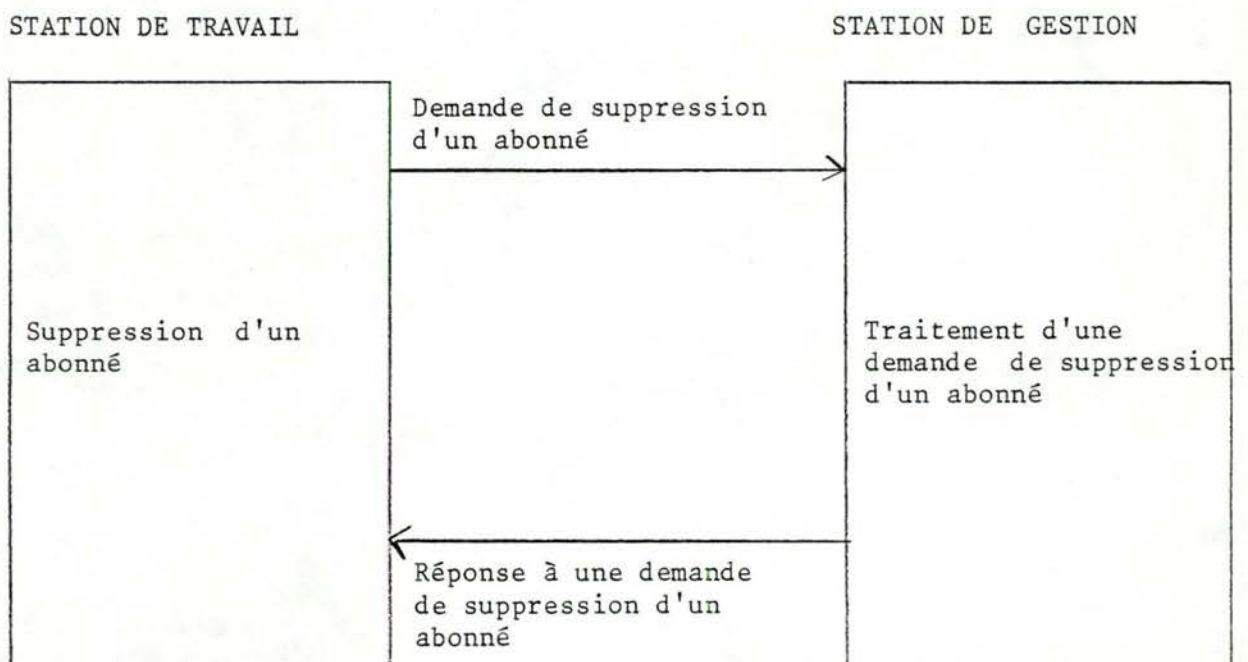 STATION DE TRAVAIL
STATION DE GESTION
Demande de suppression
d'un abonné
Suppression d'un
abonné
Traitement d'une
demande de suppression
d'un abonné
Réponse à une demande
de suppression d'un
abonné